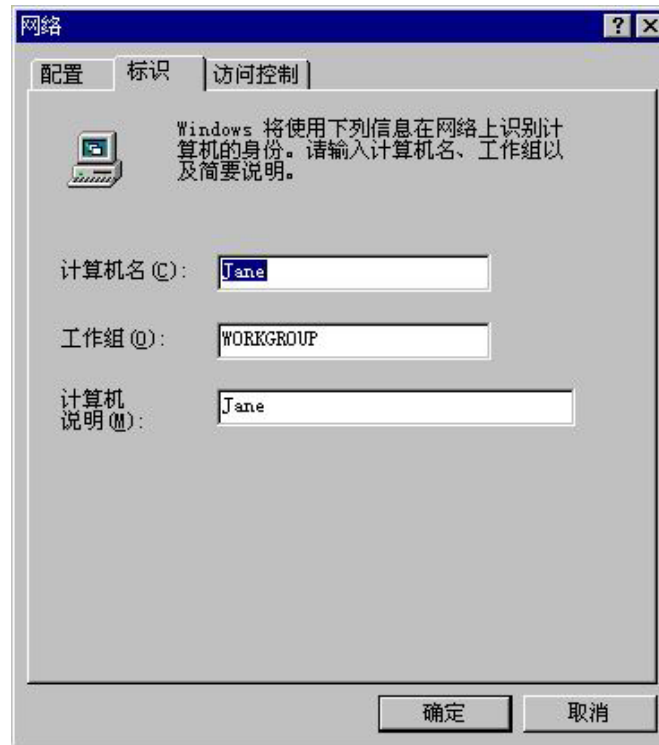 网络
配置
标识
访问控制
Windows 将使用下列信息在网络上识别计
算机的身份。请输入计算机名、工作组以
及简要说明。
计算机名(C):
Jane
工作组(O):
WORKGROUP
计算机
说明(M):
Jane
确定
取消